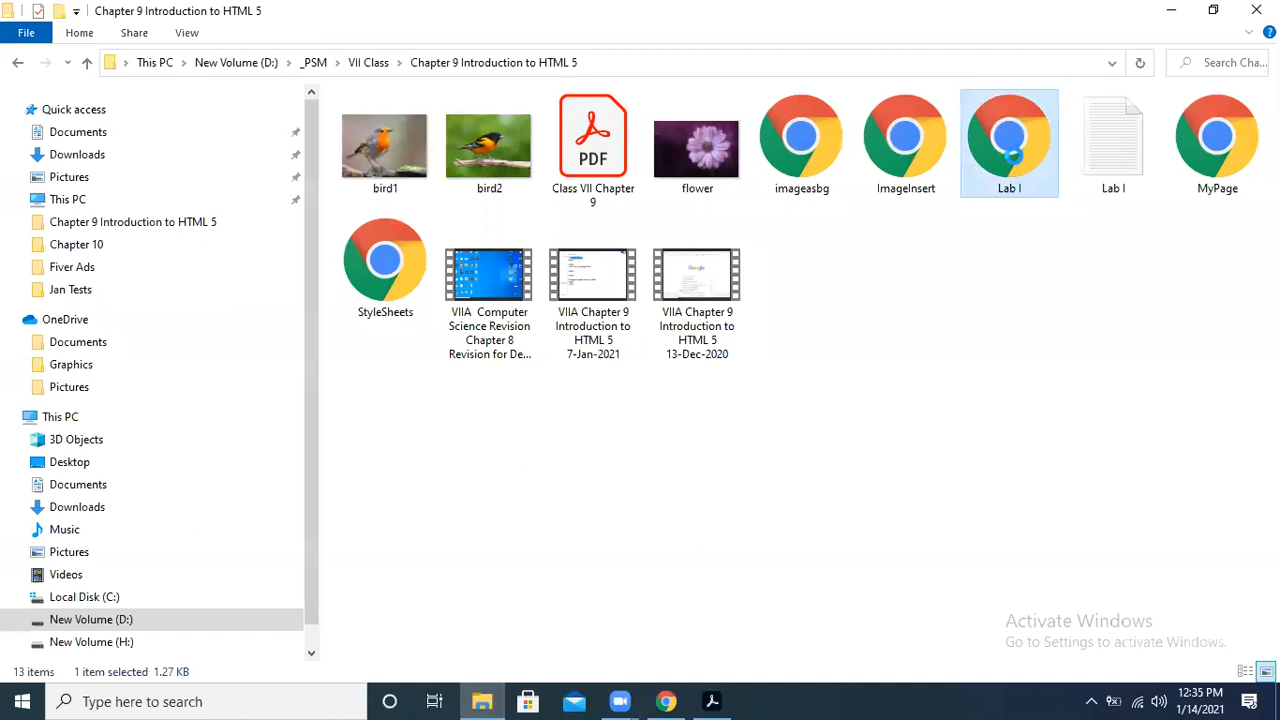 Chapter 9 Introduction to HTML 5
File Home Share View
This PC New Volume (D:) _PSM VII Class Chapter 9 Introduction to HTML 5
Search Cha...
Quick access
Documents
Downloads
Pictures
This PC
Chapter 9 Introduction to HTML 5
Chapter 10
Fiver Ads
Jan Tests
OneDrive
Documents
Graphics
Pictures
This PC
3D Objects
Desktop
Documents
Downloads
Music
Pictures
Videos
Local Disk (C:)
New Volume (D:)
New Volume (H:)
PDF
bird1
bird2
Class VII Chapter
9
flower
imageasbg
ImageInsert
Lab I
Lab I
MyPage
StyleSheets
VIIA Computer
Science Revision
Chapter 8
Revision for De...
VIIA Chapter 9
Introduction to
HTML 5
7-Jan-2021
Google
VIIA Chapter 9
Introduction to
HTML 5
13-Dec-2020
Activate Windows
Go to Settings to activate Windows.
13 items 1 item selected 1.27 KB
Type here to search
12:35 PM
1/14/2021